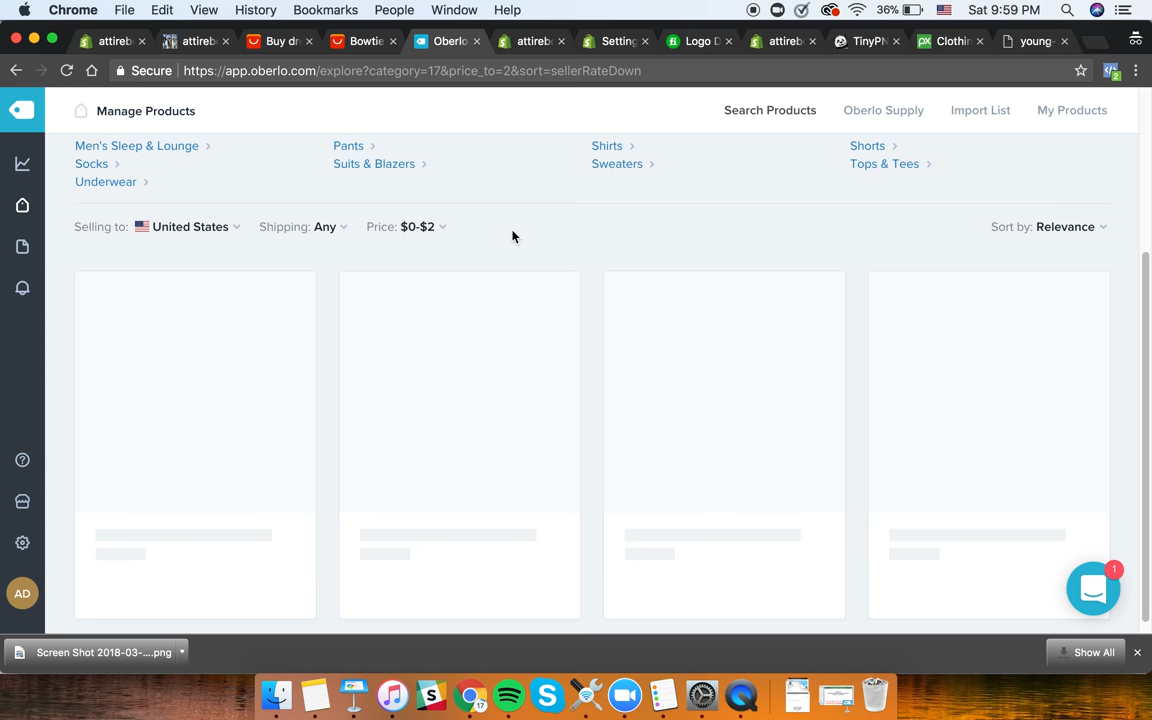 Chrome File Edit View History Bookmarks People Window Help 36% Sat 9:59 PM
attireb Buy dr Bowtie Oberlo attireb Setting Logo D attireb TinyPN Clothin young-
attireb
Secure https://app.oberlo.com/explore?category=17&price_to=2&sort=sellerRateDown
2
Manage Products Search Products Oberlo Supply Import List My Products
Men's Sleep & Lounge > Pants > Shirts > Shorts >
Socks > Suits & Blazers > Sweaters > Tops & Tees >
Underwear >
Selling to: United States Shipping: Any Price: $0-$2 Sort by: Relevance
1
AD
Screen Shot 2018-03-....png Show All
17
PDF